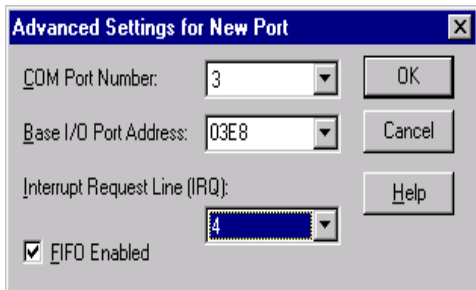 Advanced Settings for New Port
COM Port Number: 3 OK
Base I/O Port Address: 03E8 Cancel
Interrupt Request Line (IRQ): Help
4
FIFO Enabled